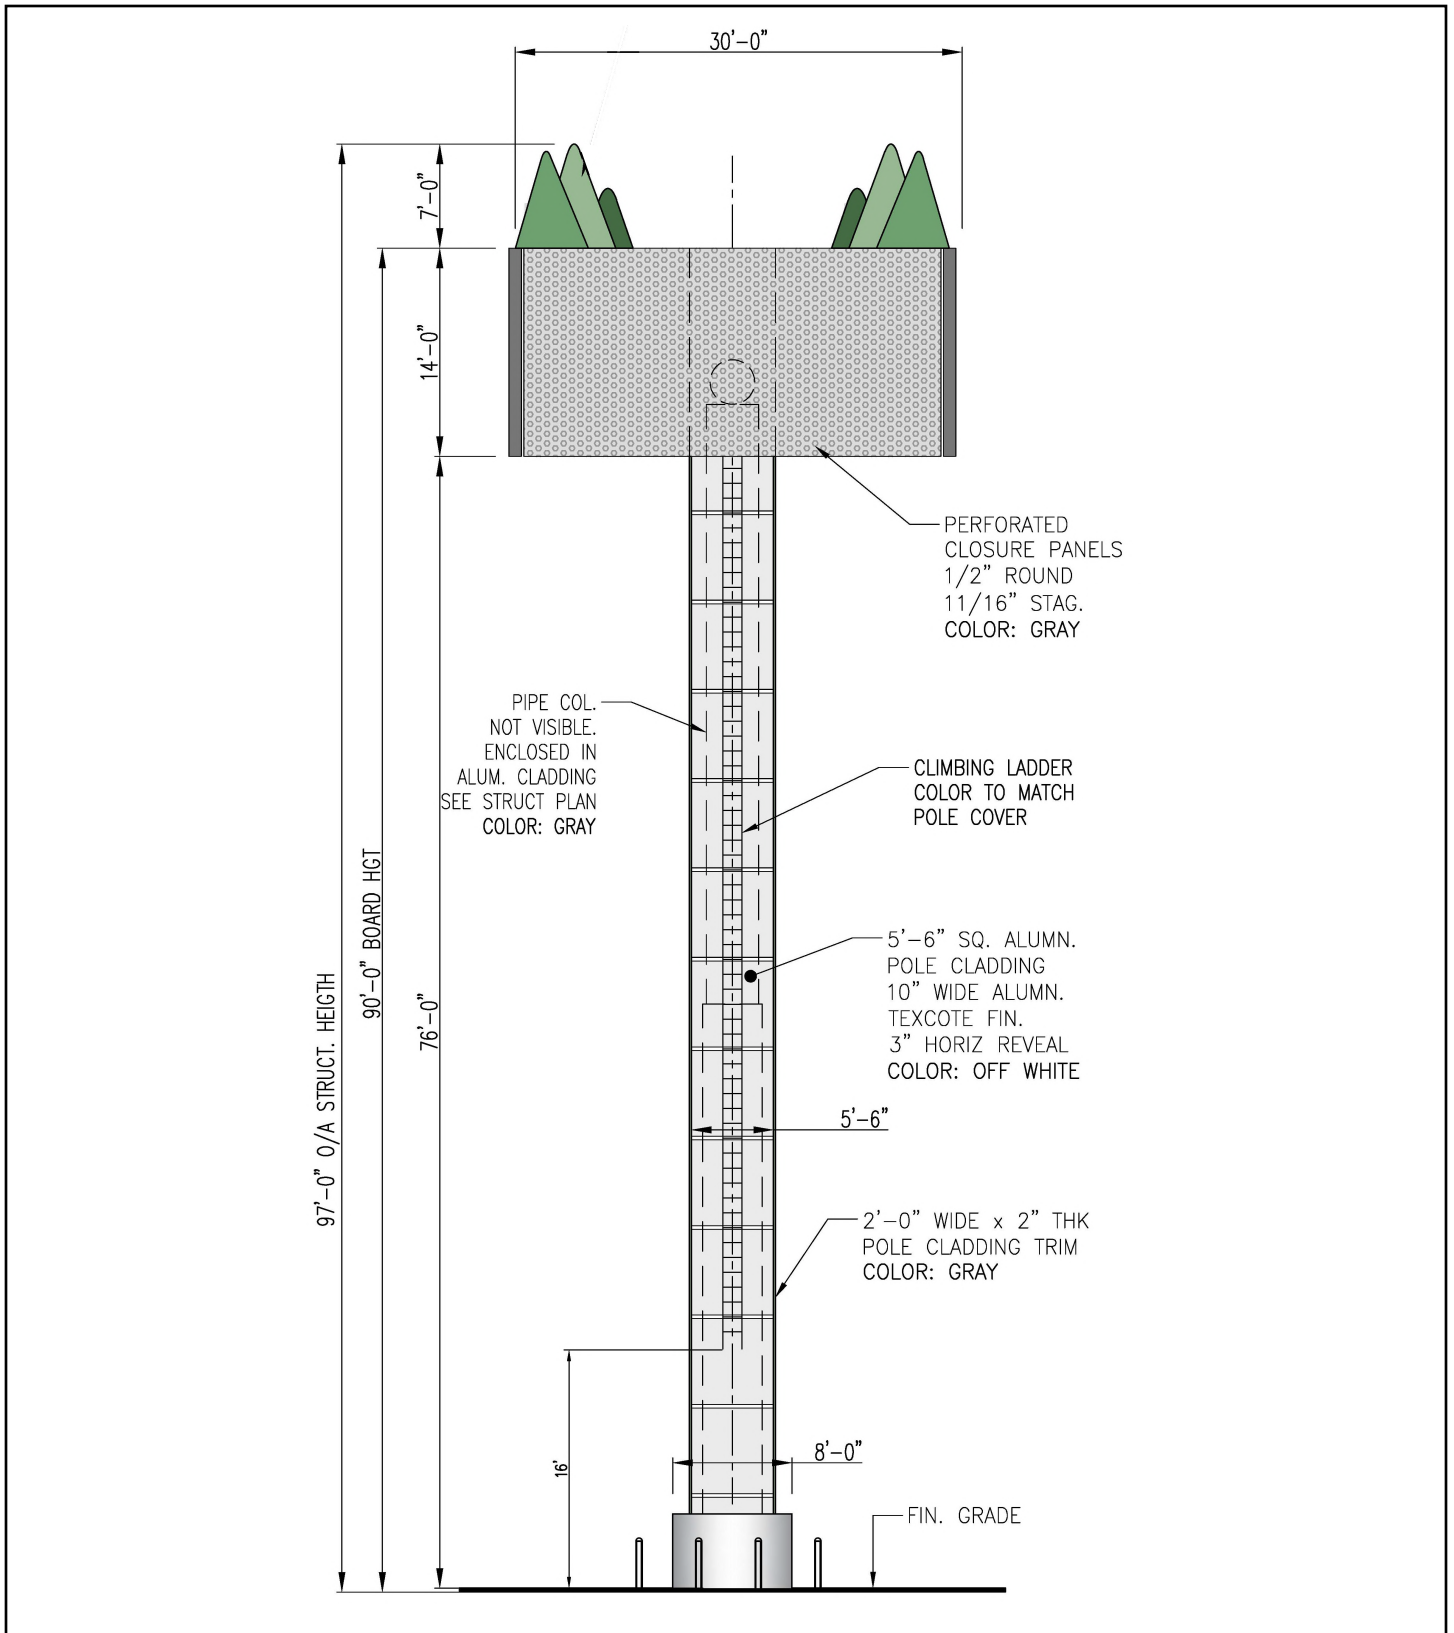 30'-0"
7'-0"
14'-0"
PERFORATED
CLOSURE PANELS
1/2" ROUND
11/16" STAG.
COLOR: GRAY
PIPE COL.
NOT VISIBLE.
ENCLOSED IN
ALUM. CLADDING
SEE STRUCT PLAN
COLOR: GRAY
CLIMBING LADDER
COLOR TO MATCH
POLE COVER
97'-0" O/A STRUCT. HEIGTH
90'-0" BOARD HGT
76'-0"
5'-6" SQ. ALUMN.
POLE CLADDING
10" WIDE ALUMN.
TEXCOTE FIN.
3" HORIZ REVEAL
COLOR: OFF WHITE
5'-6"
2'-0" WIDE x 2" THK
POLE CLADDING TRIM
COLOR: GRAY
16'
8'-0"
FIN. GRADE